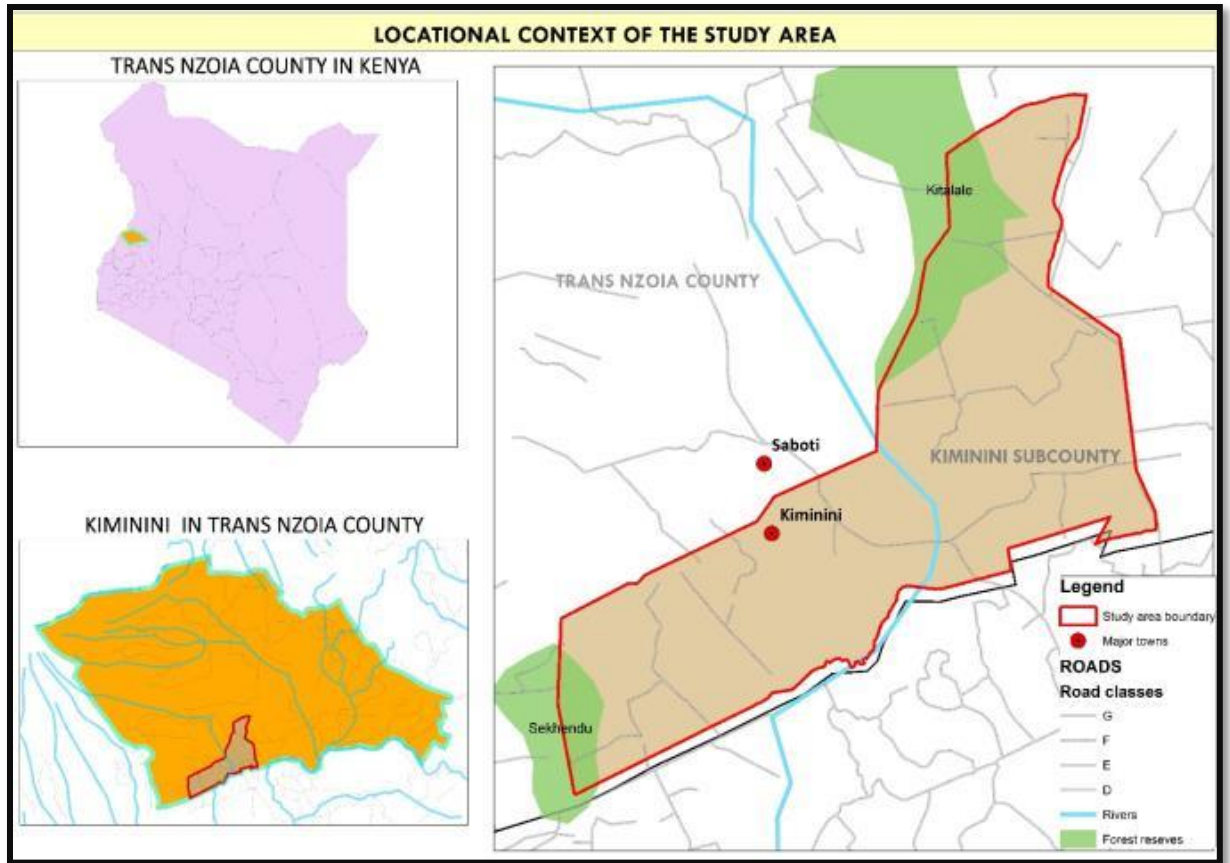 LOCATIONAL CONTEXT OF THE STUDY AREA
TRANS NZOIA COUNTY IN KENYA
KIMININI  IN TRANS NZOIA COUNTY
Kitalale
TRANS NZOIA COUNTY
Saboti
KIMININI SUBCOUNTY
Kiminini
Sekhendu
Legend
Study area boundary
Major towns
ROADS
Road classes
G
F
E
D
Rivers
Forest reseves